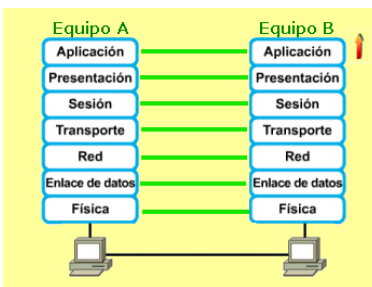 Equipo A Equipo B
Aplicación Aplicación
Presentación Presentación
Sesión Sesión
Transporte Transporte
Red Red
Enlace de datos Enlace de datos
Física Física